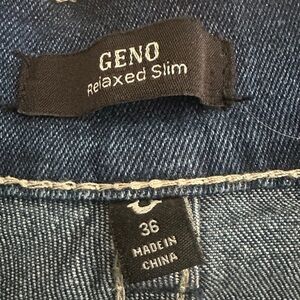 GENO
Relaxed Slim
36
MADE IN
CHINA